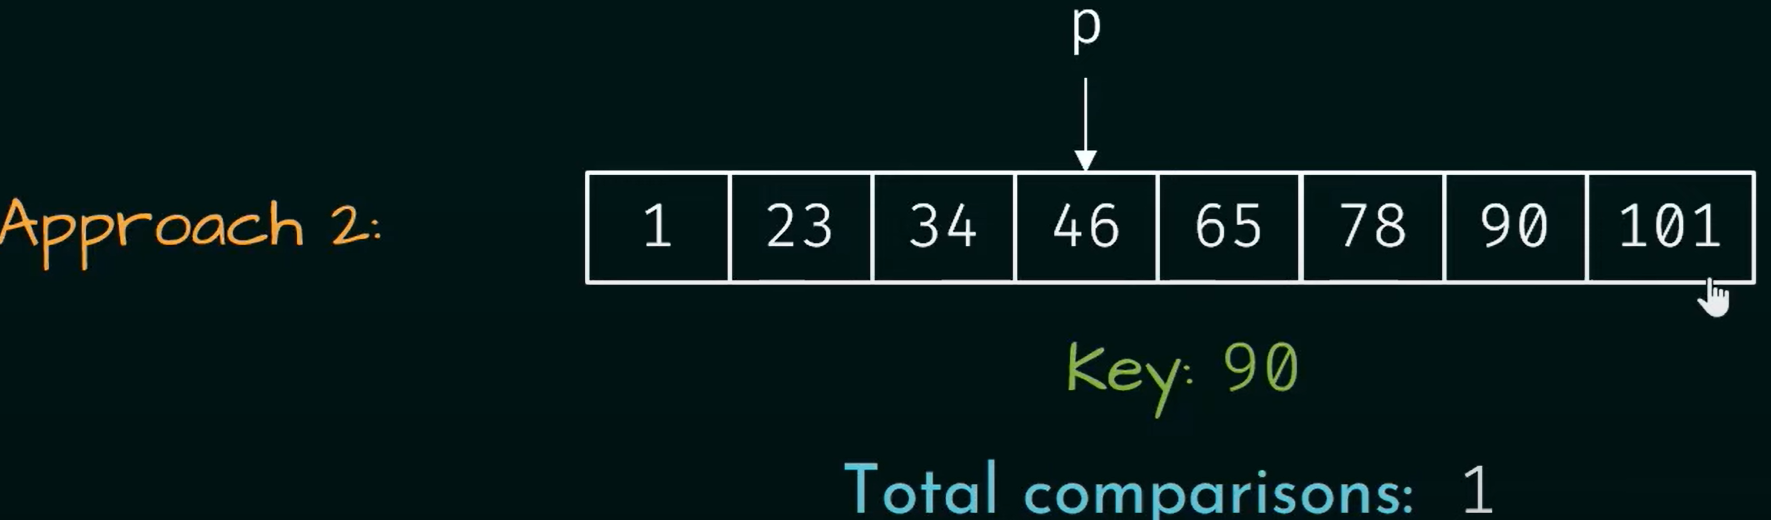 p
Approach 2: 1 23 34 46 65 78 90 101
Key: 90
Total comparisons: 1